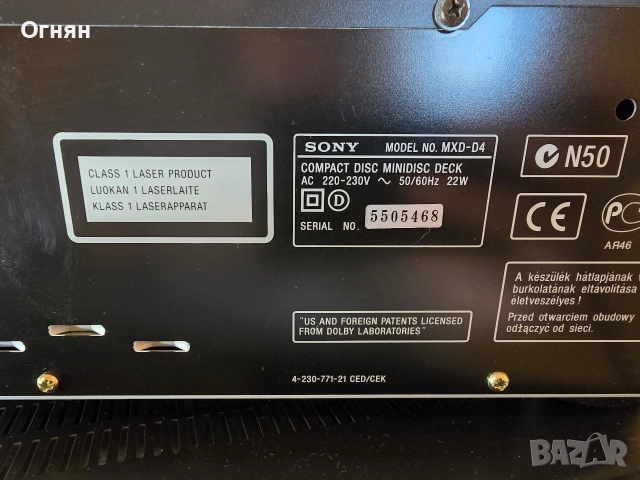 Огнян
CLASS 1 LASER PRODUCT
LUOKAN 1 LASERLAITE
KLASS 1 LASERAPPARAT
SONY MODEL NO. MXD-D4
COMPACT DISC MINIDISC DECK
AC 220-230V ~ 50/60Hz 22W
D
SERIAL NO. 5505468
N50
CE
АЯ46
A készülék hátlapjának
burkolatának eltávolítása
életveszélyes !
Przed otwarciem obudowy
odłączyć od sieci.
"US AND FOREIGN PATENTS LICENSED
FROM DOLBY LABORATORIES"
4-230-771-21 CED/CEK
bazar